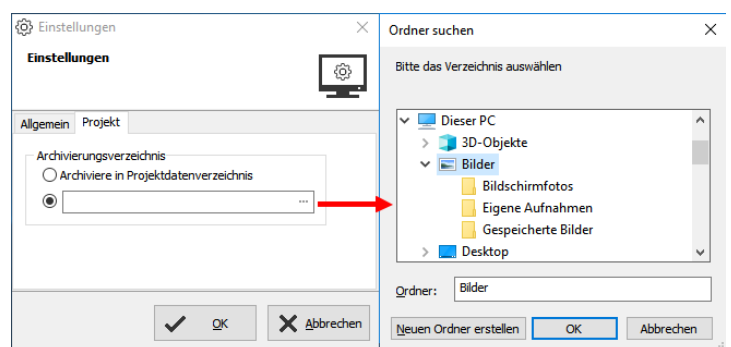 Einstellungen
Einstellungen
Allgemein Projekt
Archivierungsverzeichnis
Archiviere in Projektdatenverzeichnis
...
OK Abbrechen
Ordner suchen
Bitte das Verzeichnis auswählen
Dieser PC
3D-Objekte
Bilder
Bildschirmfotos
Eigene Aufnahmen
Gespeicherte Bilder
Desktop
Ordner: Bilder
Neuen Ordner erstellen OK Abbrechen